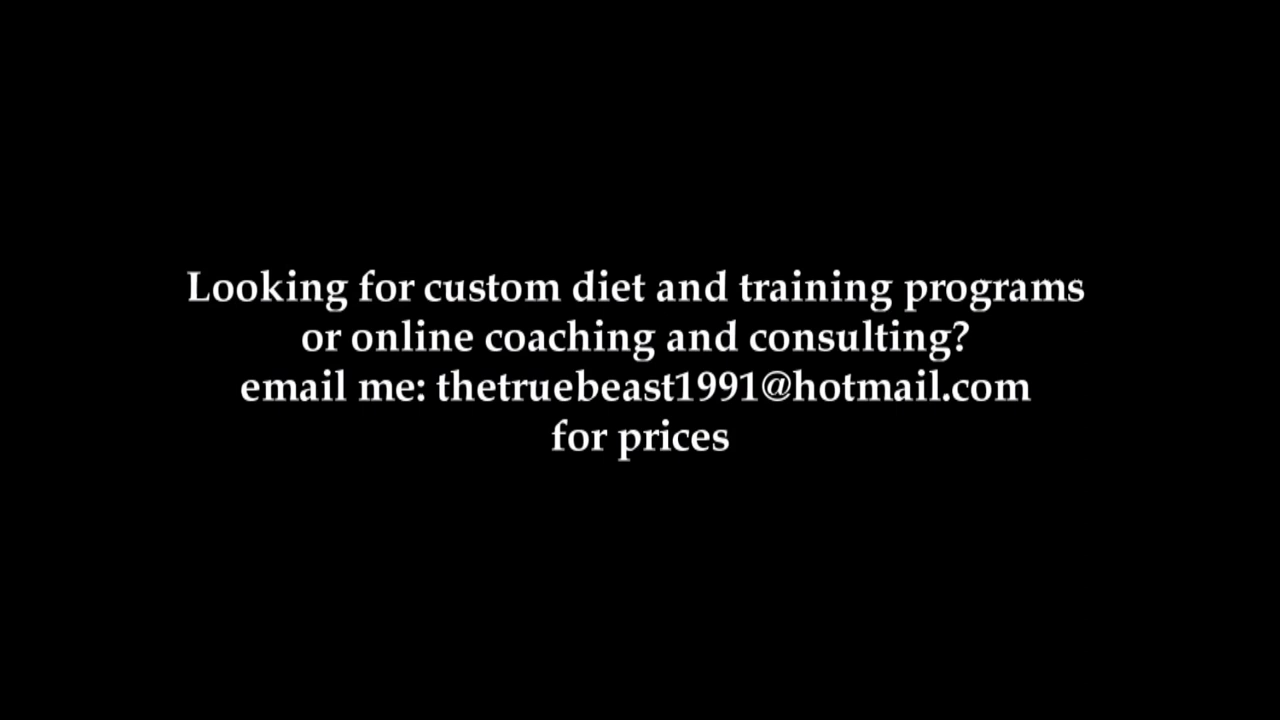 Looking for custom diet and training programs
or online coaching and consulting?
email me: thetruebeast1991@hotmail.com
for prices